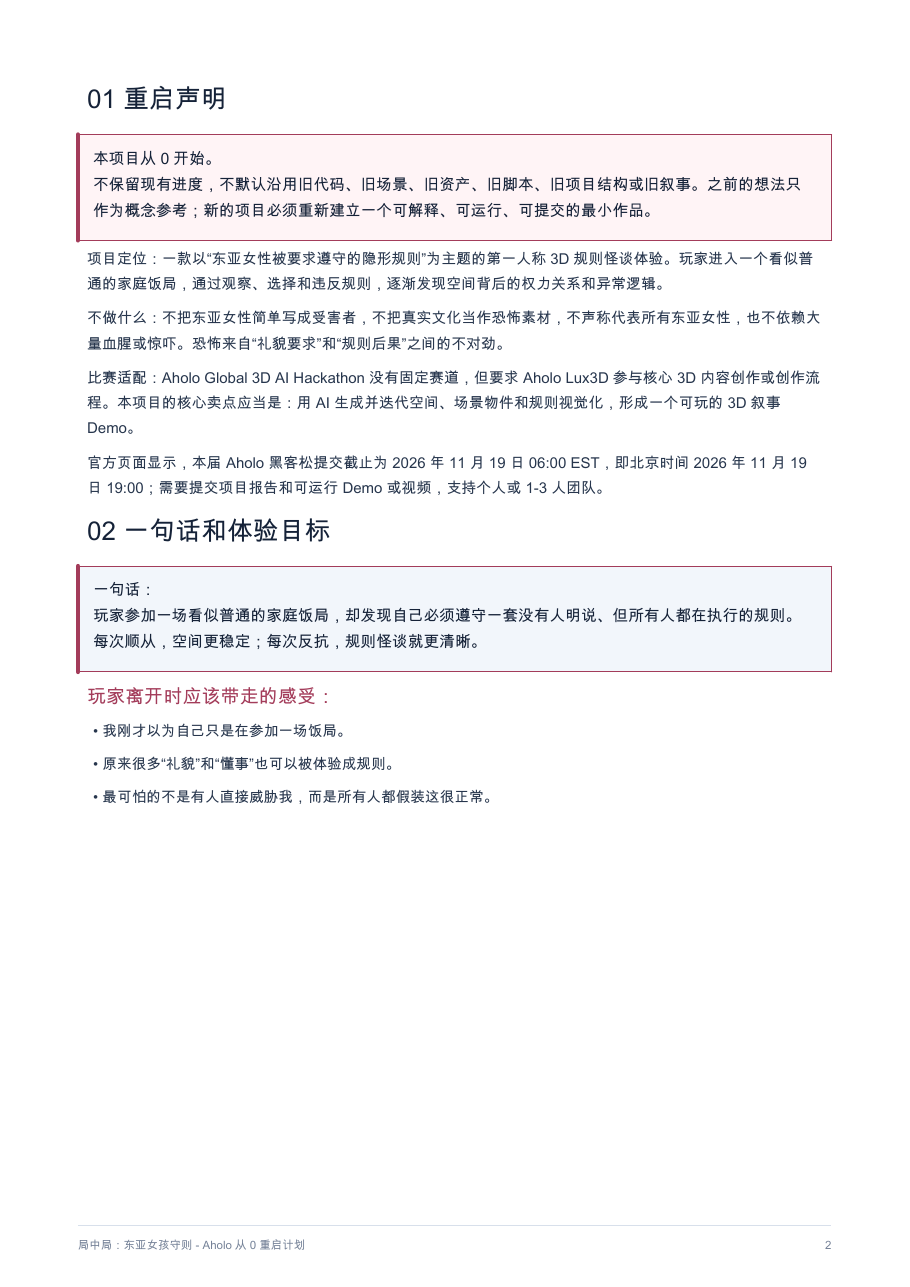 01 重启声明
本项目从 0 开始。
不保留现有进度，不默认沿用旧代码、旧场景、旧资产、旧脚本、旧项目结构或旧叙事。之前的想法只
作为概念参考；新的项目必须重新建立一个可解释、可运行、可提交的最小作品。
项目定位：一款以“东亚女性被要求遵守的隐形规则”为主题的第一人称 3D 规则怪谈体验。玩家进入一个看似普
通的家庭饭局，通过观察、选择和违反规则，逐渐发现空间背后的权力关系和异常逻辑。
不做什么：不把东亚女性简单写成受害者，不把真实文化当作恐怖素材，不声称代表所有东亚女性，也不依赖大
量血腥或惊吓。恐怖来自“礼貌要求”和“规则后果”之间的不对劲。
比赛适配：Aholo Global 3D AI Hackathon 没有固定赛道，但要求 Aholo Lux3D 参与核心 3D 内容创作或创作流
程。本项目的核心卖点应当是：用 AI 生成并迭代空间、场景物件和规则视觉化，形成一个可玩的 3D 叙事
Demo。
官方页面显示，本届 Aholo 黑客松提交截止为 2026 年 11 月 19 日 06:00 EST，即北京时间 2026 年 11 月 19
日 19:00；需要提交项目报告和可运行 Demo 或视频，支持个人或 1-3 人团队。
02 一句话和体验目标
一句话：
玩家参加一场看似普通的家庭饭局，却发现自己必须遵守一套没有人明说、但所有人都在执行的规则。
每次顺从，空间更稳定；每次反抗，规则怪谈就更清晰。
玩家离开时应该带走的感受：
• 我刚才以为自己只是在参加一场饭局。
• 原来很多“礼貌”和“懂事”也可以被体验成规则。
• 最可怕的不是有人直接威胁我，而是所有人都假装这很正常。
局中局：东亚女孩守则 - Aholo 从 0 重启计划
2